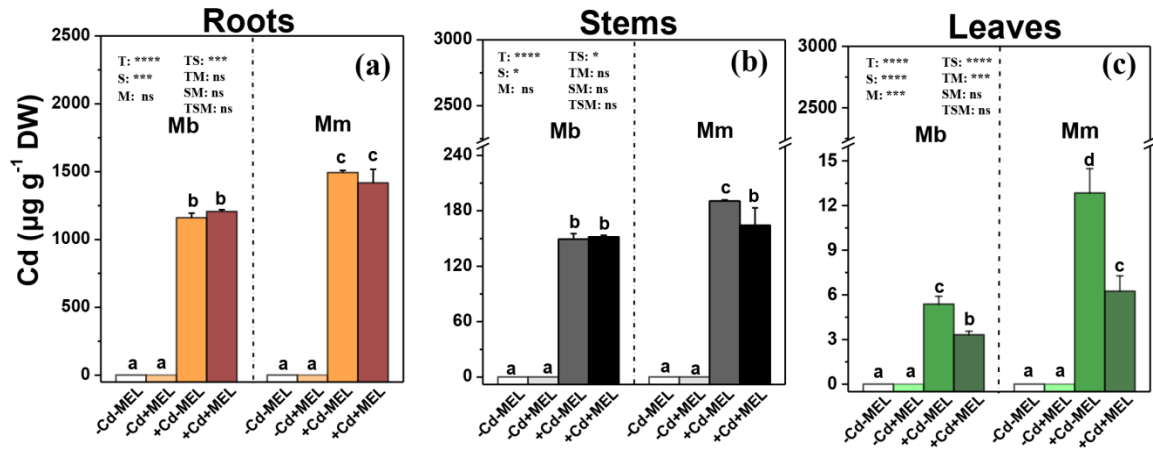 Roots
Stems
Leaves
Cd (µg g⁻¹ DW)
2500
2000
1500
1000
500
0
T: ****
S: ***
M: ns
TS: ***
TM: ns
SM: ns
TSM: ns
(a)
Mb
Mm
a
a
b
b
a
a
c
c
-Cd-MEL
-Cd+MEL
+Cd-MEL
+Cd+MEL
-Cd-MEL
-Cd+MEL
+Cd-MEL
+Cd+MEL
3000
2500
240
180
120
60
0
T: ****
S: *
M: ns
TS: *
TM: ns
SM: ns
TSM: ns
(b)
Mb
Mm
a
a
b
b
a
a
c
b
-Cd-MEL
-Cd+MEL
+Cd-MEL
+Cd+MEL
-Cd-MEL
-Cd+MEL
+Cd-MEL
+Cd+MEL
3000
2500
15
12
9
6
3
0
T: ****
S: ****
M: ***
TS: ****
TM: ***
SM: ns
TSM: ns
(c)
Mb
Mm
a
a
c
b
a
a
d
c
-Cd-MEL
-Cd+MEL
+Cd-MEL
+Cd+MEL
-Cd-MEL
-Cd+MEL
+Cd-MEL
+Cd+MEL